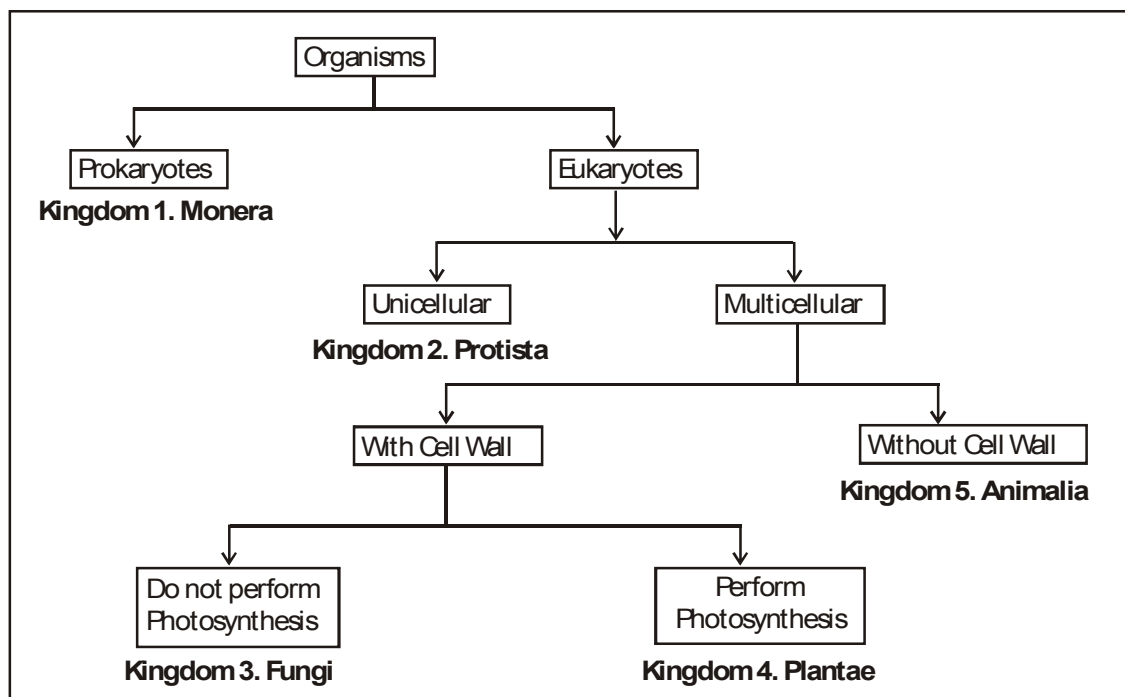 Organisms
Prokaryotes
Eukaryotes
Kingdom 1. Monera
Unicellular
Multicellular
Kingdom 2. Protista
With Cell Wall
Without Cell Wall
Kingdom 5. Animalia
Do not perform
Photosynthesis
Perform
Photosynthesis
Kingdom 3. Fungi
Kingdom 4. Plantae